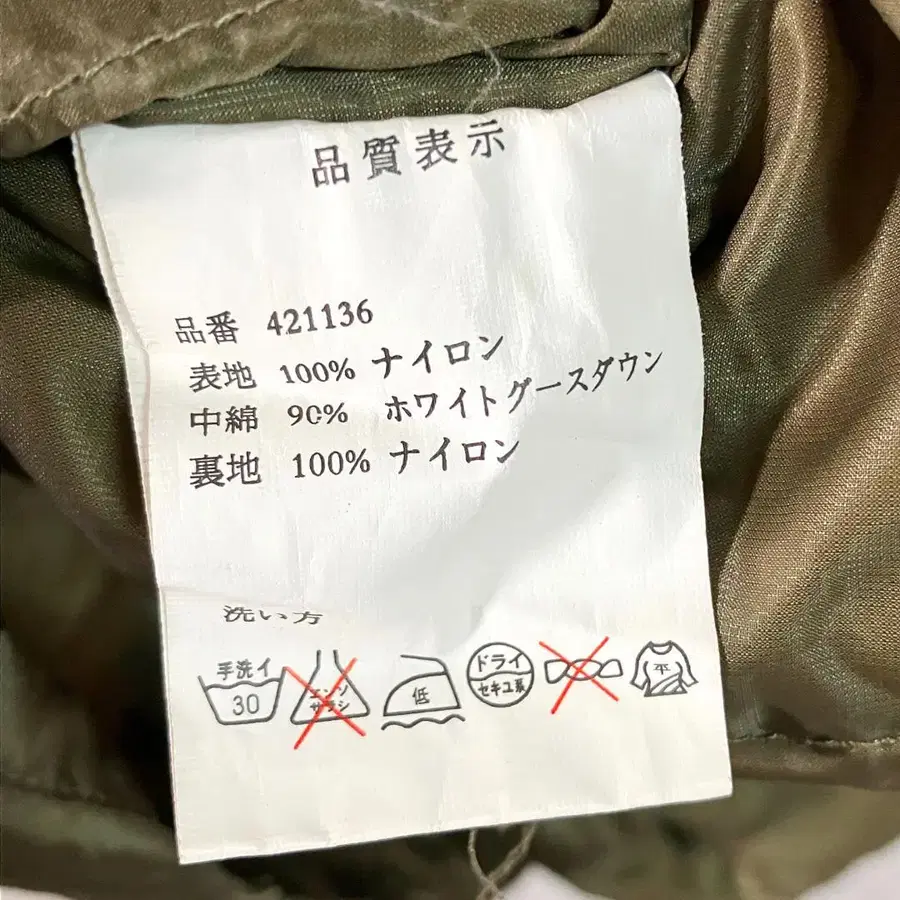 品質表示
品番 421136
表地 100% ナイロン
中綿 90% ホワイトグースダウン
裏地 100% ナイロン
洗い方
手洗イ
30
エンソ
サラシ
低
ドライ
セキユ系
平